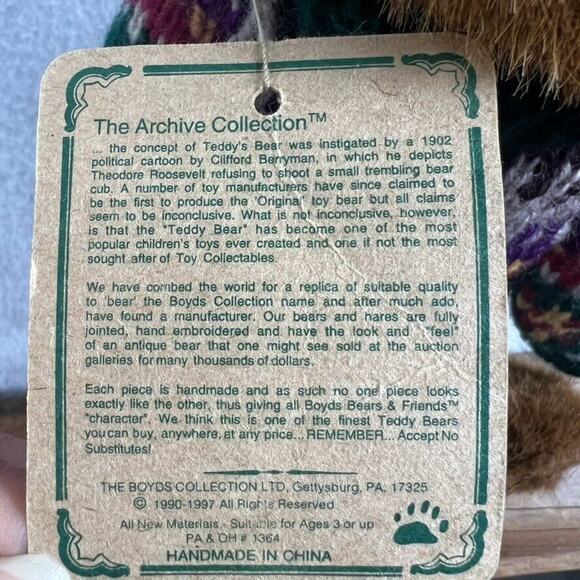 The Archive Collection™
... the concept of Teddy's Bear was instigated by a 1902
political cartoon by Clifford Berryman, in which he depicts
Theodore Roosevelt refusing to shoot a small trembling bear
cub. A number of toy manufacturers have since claimed to
be the first to produce the 'Original' toy bear but all claims
seem to be inconclusive. What is not inconclusive, however,
is that the "Teddy Bear" has become one of the most
popular children's toys ever created and one if not the most
sought after of Toy Collectables.
We have combed the world for a replica of suitable quality
to 'bear' the Boyds Collection name and after much ado,
have found a manufacturer. Our bears and hares are fully
jointed, hand embroidered and have the look and "feel"
of an antique bear that one might see sold at the auction
galleries for many thousands of dollars.
Each piece is handmade and as such no one piece looks
exactly like the other, thus giving all Boyds Bears & Friends™
"character". We think this is one of the finest Teddy Bears
you can buy, anywhere, at any price... REMEMBER... Accept No
Substitutes!
THE BOYDS COLLECTION LTD, Gettysburg, PA. 17325
© 1990-1997 All Rights Reserved
All New Materials - Suitable for Ages 3 or up
PA & OH # 1364
HANDMADE IN CHINA